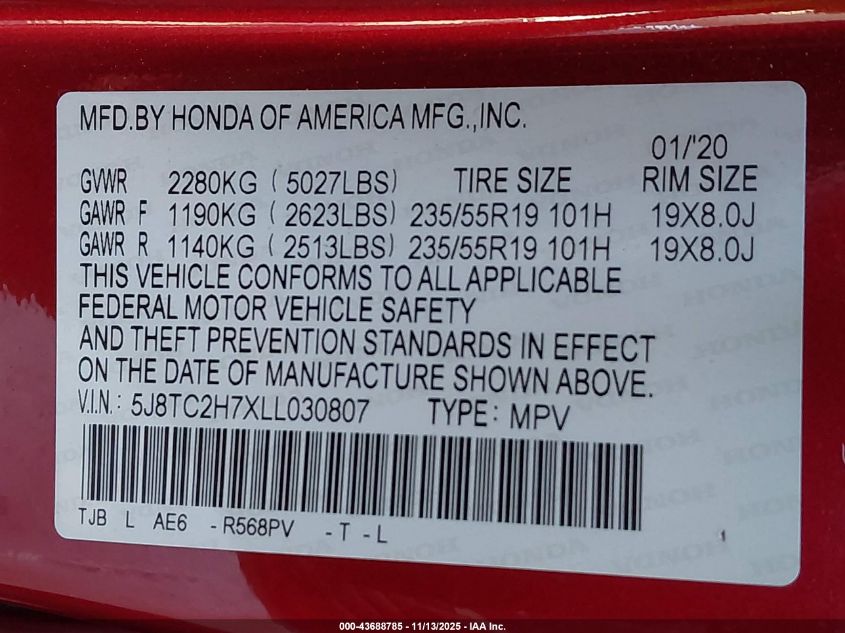 MFD.BY HONDA OF AMERICA MFG.,INC.
01/'20
GVWR 2280KG ( 5027LBS) TIRE SIZE RIM SIZE
GAWR F 1190KG ( 2623LBS) 235/55R19 101H 19X8.0J
GAWR R 1140KG ( 2513LBS) 235/55R19 101H 19X8.0J
THIS VEHICLE CONFORMS TO ALL APPLICABLE
FEDERAL MOTOR VEHICLE SAFETY
AND THEFT PREVENTION STANDARDS IN EFFECT
ON THE DATE OF MANUFACTURE SHOWN ABOVE.
V.I.N.: 5J8TC2H7XLL030807 TYPE: MPV
TJB L AE6 -R568PV -T -L
000-43688785 - 11/13/2025 - IAA Inc.